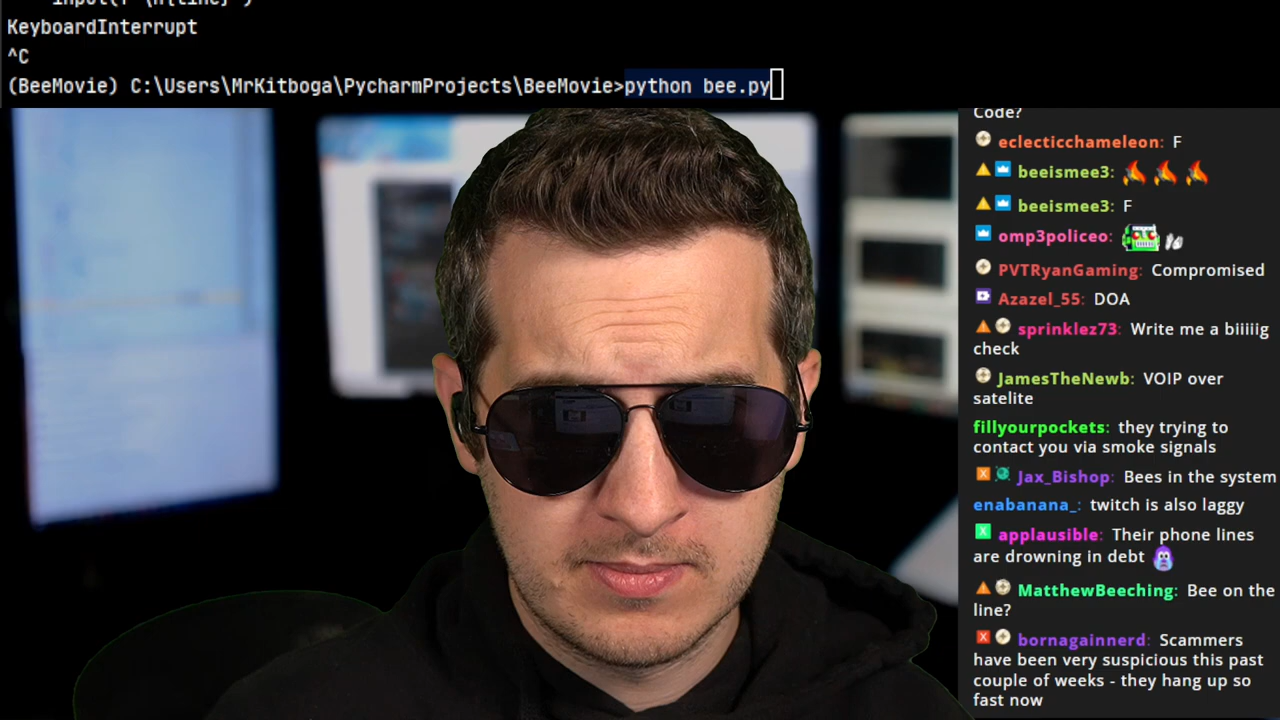 KeyboardInterrupt
^C
(BeeMovie) C:\Users\MrKitboga\PycharmProjects\BeeMovie>python bee.py
Code?
eclecticchameleon: F
beeismee3:
beeismee3: F
omp3policeo:
PVTRyanGaming: Compromised
Azazel_55: DOA
sprinklez73: Write me a biiiiig
check
JamesTheNewb: VOIP over
satelite
fillyourpockets: they trying to
contact you via smoke signals
Jax_Bishop: Bees in the system
enabanana_: twitch is also laggy
applausible: Their phone lines
are drowning in debt
MatthewBeeching: Bee on the
line?
bornagainnerd: Scammers
have been very suspicious this past
couple of weeks - they hang up so
fast now